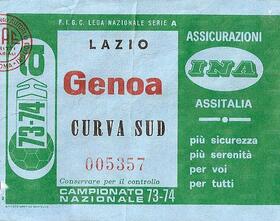 F.I.G.C. LEGA NAZIONALE SERIE A
LAZIO
Genoa
CURVA SUD
005357
Conservare per il controllo
CAMPIONATO
NAZIONALE 73-74
73-74
ASSICURAZIONI
INA
ASSITALIA
più sicurezza
più serenità
per voi
per tutti